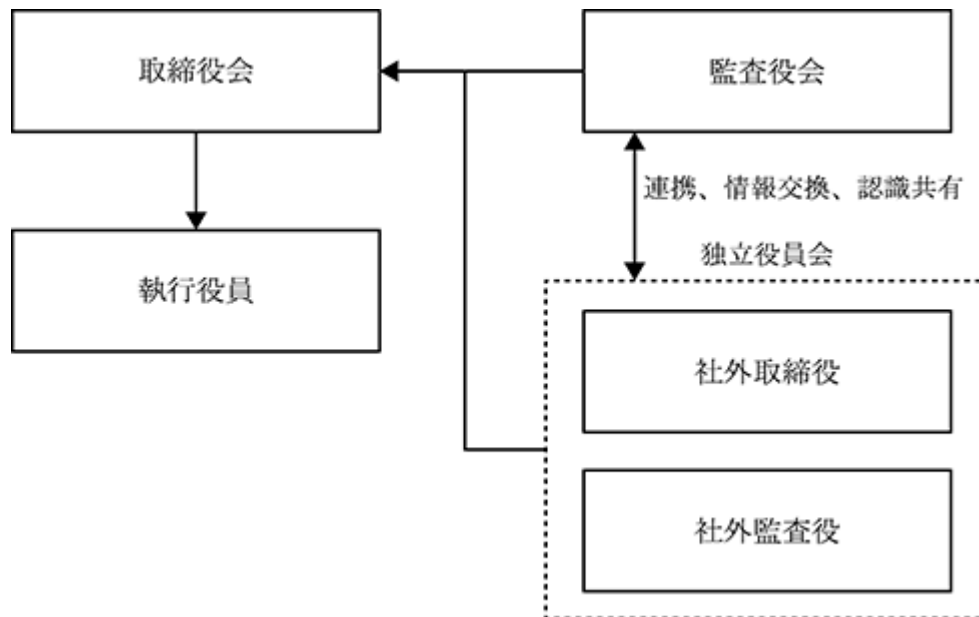 取締役会
監査役会
連携、情報交換、認識共有
独立役員会
執行役員
社外取締役
社外監査役